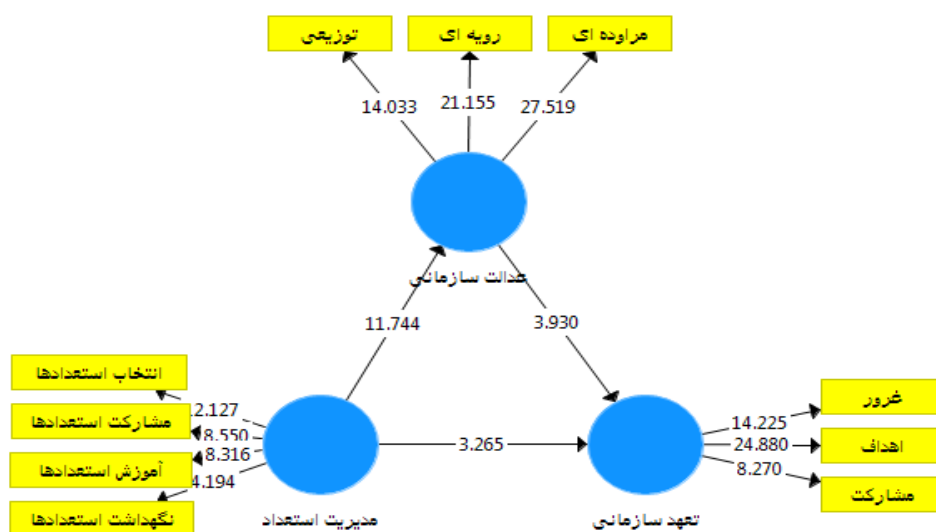 توزیعی
رویه ای
مراوده ای
14.033
21.155
27.519
عدالت سازمانی
11.744
3.930
انتخاب استعدادها
مشارکت استعدادها
آموزش استعدادها
نگهداشت استعدادها
2.127
8.550
8.316
4.194
مدیریت استعداد
3.265
تعهد سازمانی
14.225
24.880
8.270
غرور
اهداف
مشارکت